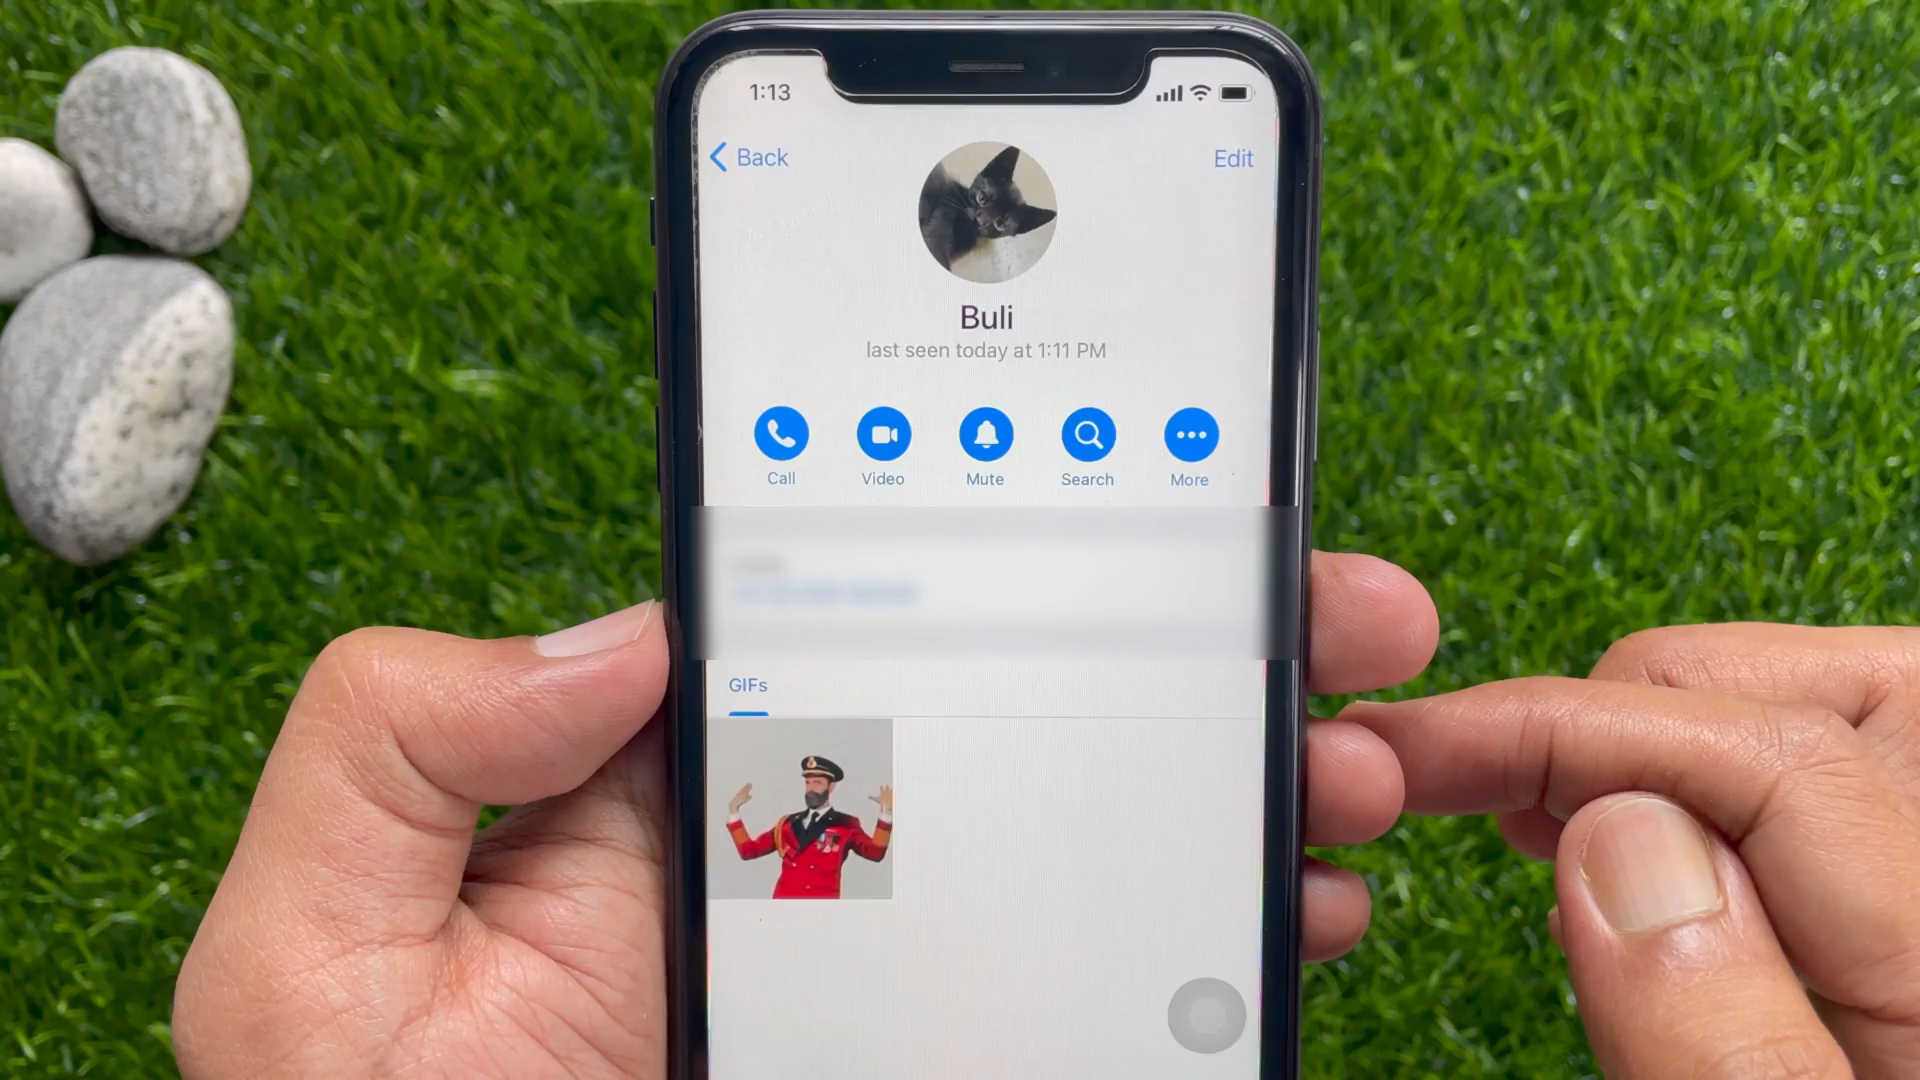 1:13
Back
Edit
Buli
last seen today at 1:11 PM
Call
Video
Mute
Search
More
GIFs